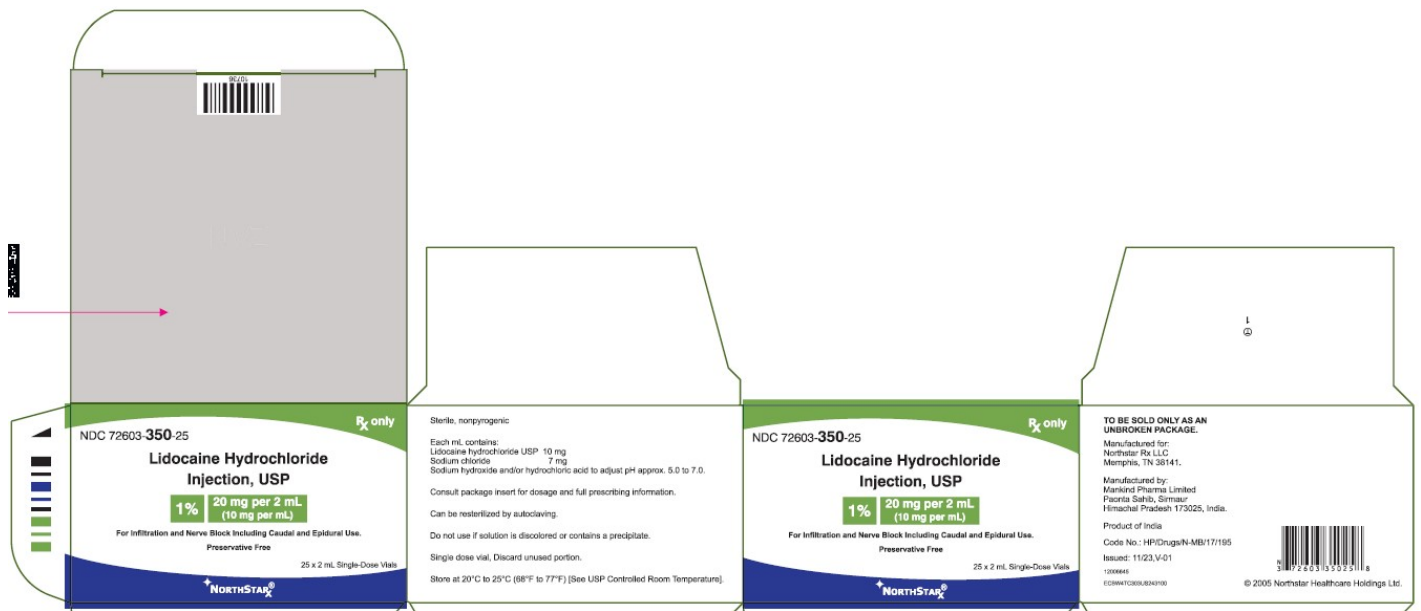 10736
1
Rx only
NDC 72603-350-25
Lidocaine Hydrochloride
Injection, USP
1%
20 mg per 2 mL
(10 mg per mL)
For Infiltration and Nerve Block Including Caudal and Epidural Use.
Preservative Free
25 x 2 mL Single-Dose Vials
NORTHSTARx®
Sterile, nonpyrogenic
Each mL contains:
Lidocaine hydrochloride USP 10 mg
Sodium chloride 7 mg
Sodium hydroxide and/or hydrochloric acid to adjust pH approx. 5.0 to 7.0.
Consult package insert for dosage and full prescribing information.
Can be resterilized by autoclaving.
Do not use if solution is discolored or contains a precipitate.
Single dose vial, Discard unused portion.
Store at 20°C to 25°C (68°F to 77°F) [See USP Controlled Room Temperature].
Rx only
NDC 72603-350-25
Lidocaine Hydrochloride
Injection, USP
1%
20 mg per 2 mL
(10 mg per mL)
For Infiltration and Nerve Block Including Caudal and Epidural Use.
Preservative Free
25 x 2 mL Single-Dose Vials
NORTHSTARx®
TO BE SOLD ONLY AS AN
UNBROKEN PACKAGE.
Manufactured for:
Northstar Rx LLC
Memphis, TN 38141.
Manufactured by:
Mankind Pharma Limited
Paonta Sahib, Sirmaur
Himachal Pradesh 173025, India.
Product of India
Code No.: HP/Drugs/N-MB/17/195
Issued: 11/23,V-01
12006645
N
3 72603 35025 8
© 2005 Northstar Healthcare Holdings Ltd.